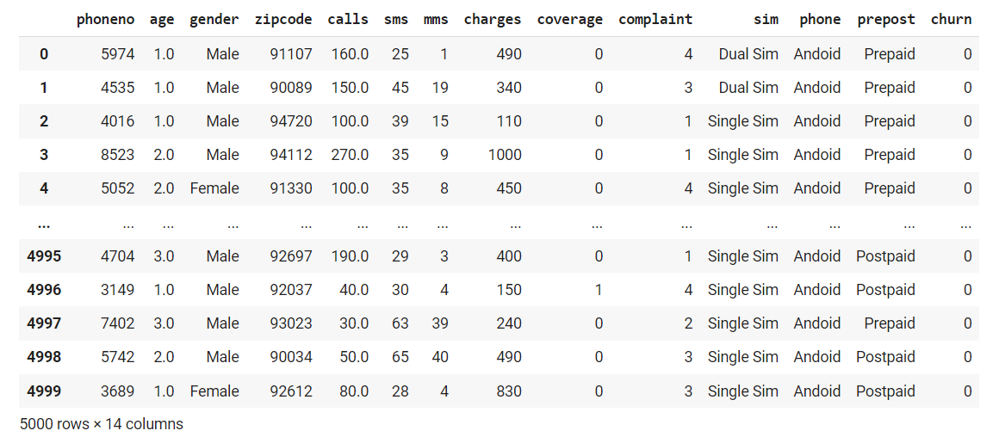 phoneno age gender zipcode calls sms mms charges coverage complaint sim phone prepost churn
0 5974 1.0 Male 91107 160.0 25 1 490 0 4 Dual Sim Andoid Prepaid 0
1 4535 1.0 Male 90089 150.0 45 19 340 0 3 Dual Sim Andoid Prepaid 0
2 4016 1.0 Male 94720 100.0 39 15 110 0 1 Single Sim Andoid Prepaid 0
3 8523 2.0 Male 94112 270.0 35 9 1000 0 1 Single Sim Andoid Prepaid 0
4 5052 2.0 Female 91330 100.0 35 8 450 0 4 Single Sim Andoid Prepaid 0
... ... ... ... ... ... ... ... ... ... ... ... ... ... ...
4995 4704 3.0 Male 92697 190.0 29 3 400 0 1 Single Sim Andoid Postpaid 0
4996 3149 1.0 Male 92037 40.0 30 4 150 1 4 Single Sim Andoid Postpaid 0
4997 7402 3.0 Male 93023 30.0 63 39 240 0 2 Single Sim Andoid Prepaid 0
4998 5742 2.0 Male 90034 50.0 65 40 490 0 3 Single Sim Andoid Postpaid 0
4999 3689 1.0 Female 92612 80.0 28 4 830 0 3 Single Sim Andoid Postpaid 0
5000 rows × 14 columns